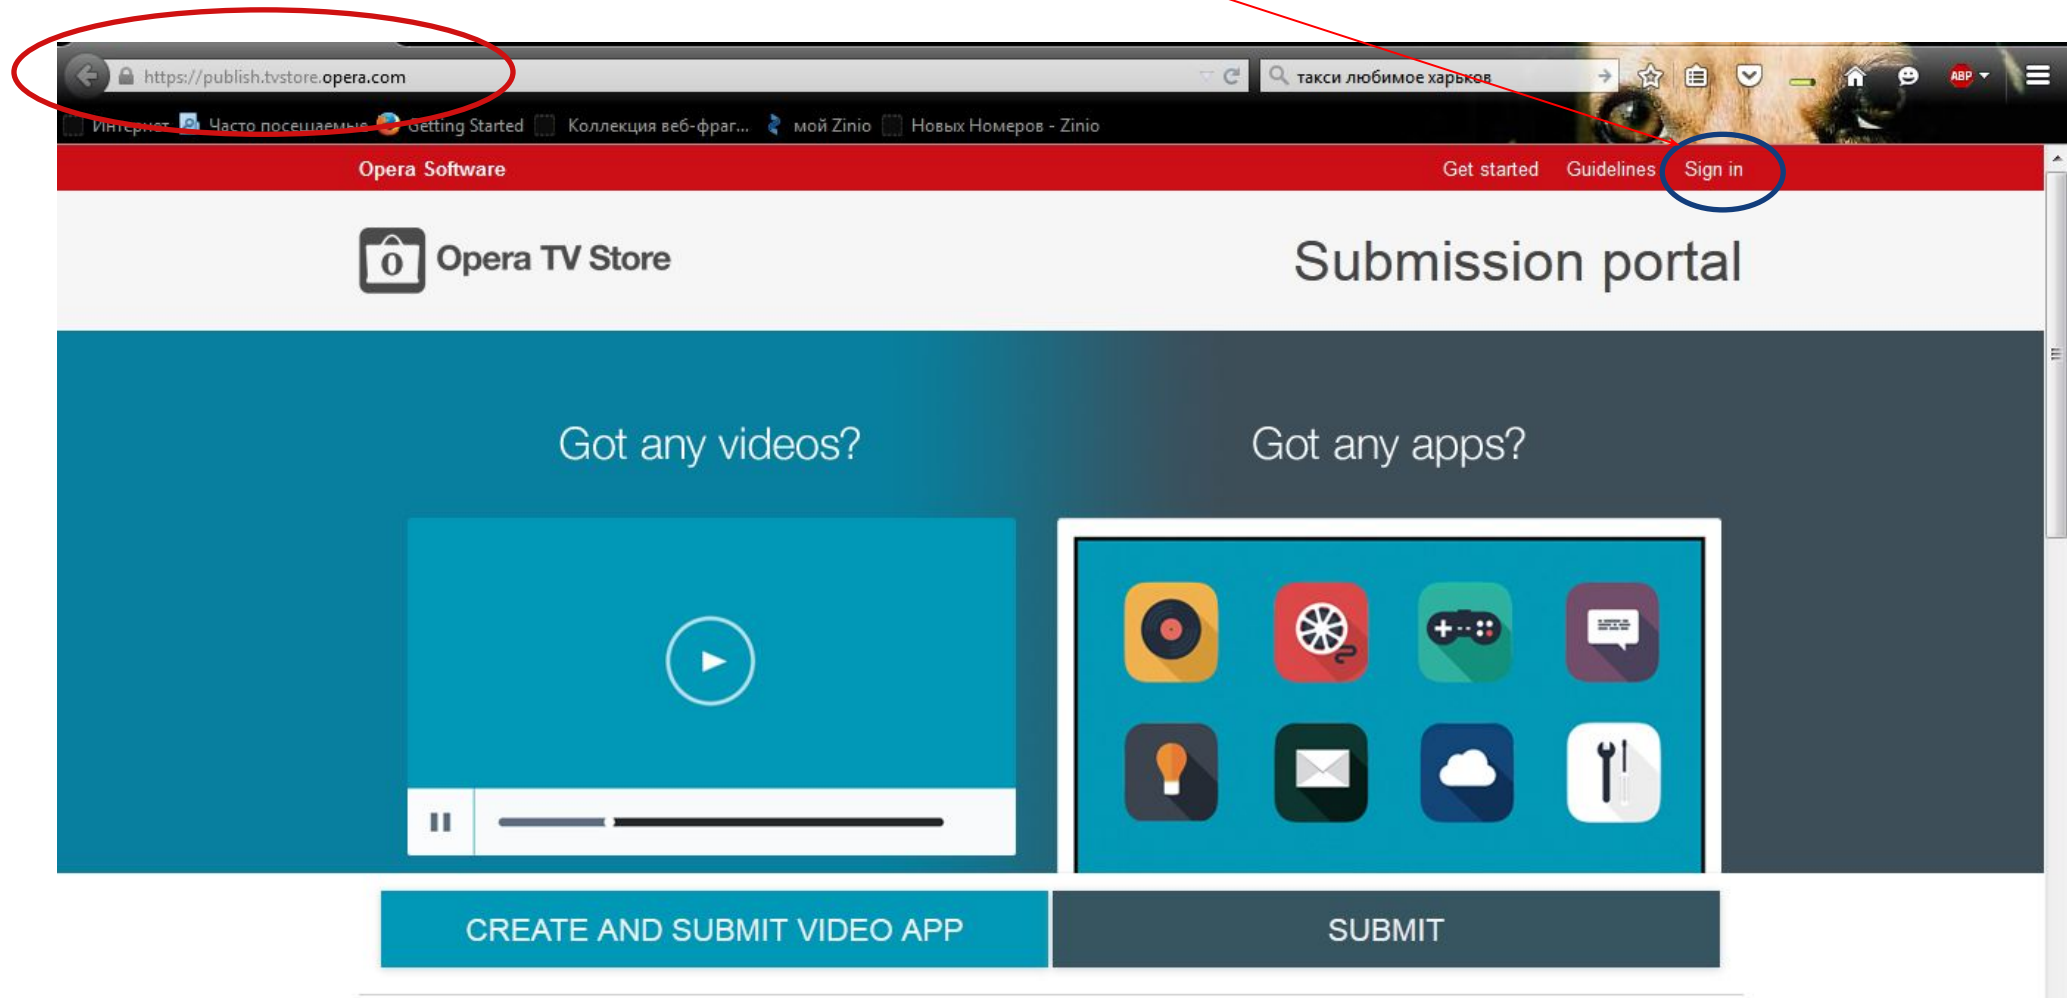 https://publish.tvstore.opera.com
такси любимое харьков
ABP
Интернет Часто посещаемые Getting Started Коллекция веб-фраг... мой Zinio Новых Номеров - Zinio
Opera Software Get started Guidelines Sign in
Opera TV Store Submission portal
Got any videos? Got any apps?
CREATE AND SUBMIT VIDEO APP SUBMIT